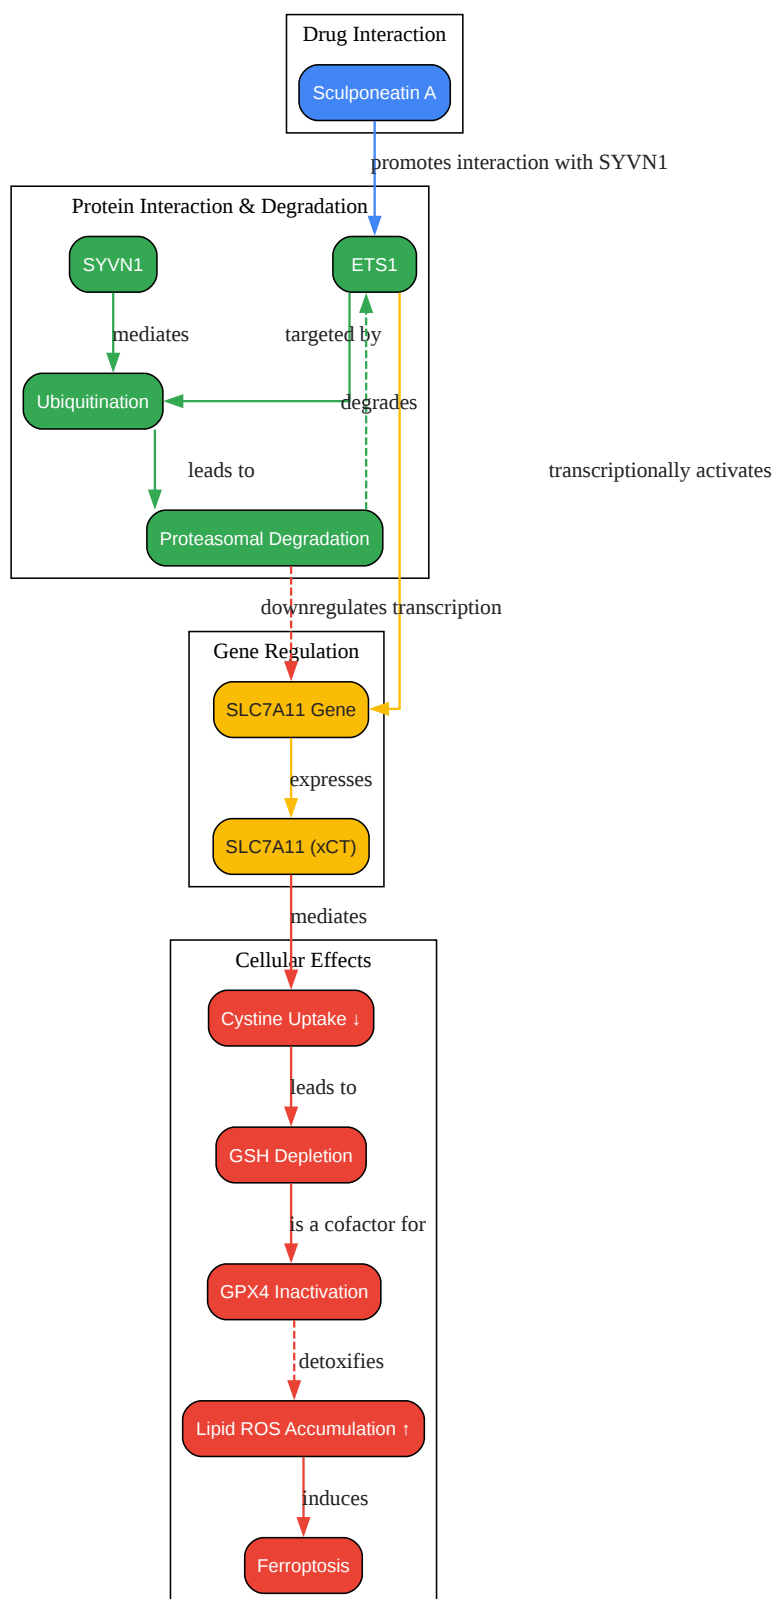 Drug Interaction
Sculponeatin A
promotes interaction with SYVN1
Protein Interaction & Degradation
SYVN1
ETS1
mediates
targeted by
Ubiquitination
degrades
leads to
transcriptionally activates
Proteasomal Degradation
downregulates transcription
Gene Regulation
SLC7A11 Gene
expresses
SLC7A11 (xCT)
mediates
Cellular Effects
Cystine Uptake ↓
leads to
GSH Depletion
is a cofactor for
GPX4 Inactivation
detoxifies
Lipid ROS Accumulation ↑
induces
Ferroptosis